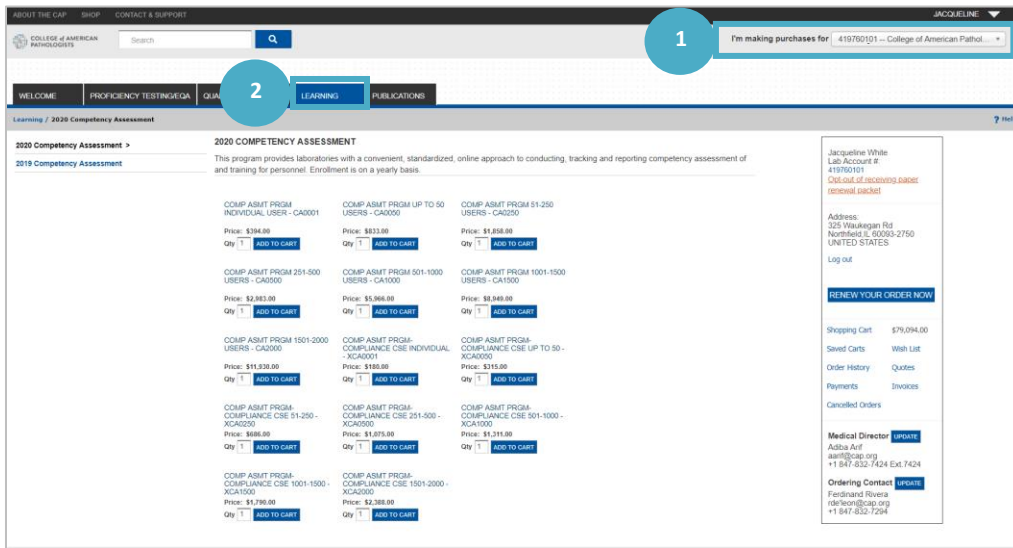 ABOUT THE CAP SHOP CONTACT & SUPPORT JACQUELINE
COLLEGE of AMERICAN
PATHOLOGISTS
Search
1
I'm making purchases for 419760101 -- College of American Pathol...
WELCOME PROFICIENCY TESTING/EQA QUA 2 LEARNING PUBLICATIONS
Learning / 2020 Competency Assessment ? Hel
2020 Competency Assessment >
2019 Competency Assessment
2020 COMPETENCY ASSESSMENT
This program provides laboratories with a convenient, standardized, online approach to conducting, tracking and reporting competency assessment of
and training for personnel. Enrollment is on a yearly basis.
COMP ASMT PRGM
INDIVIDUAL USER - CA0001
Price: $394.00
Qty 1 ADD TO CART
COMP ASMT PRGM UP TO 50
USERS - CA0050
Price: $833.00
Qty 1 ADD TO CART
COMP ASMT PRGM 51-250
USERS - CA0250
Price: $1,858.00
Qty 1 ADD TO CART
COMP ASMT PRGM 251-500
USERS - CA0500
Price: $2,983.00
Qty 1 ADD TO CART
COMP ASMT PRGM 501-1000
USERS - CA1000
Price: $5,966.00
Qty 1 ADD TO CART
COMP ASMT PRGM 1001-1500
USERS - CA1500
Price: $8,949.00
Qty 1 ADD TO CART
COMP ASMT PRGM 1501-2000
USERS - CA2000
Price: $11,930.00
Qty 1 ADD TO CART
COMP ASMT PRGM-
COMPLIANCE CSE INDIVIDUAL
- XCA0001
Price: $180.00
Qty 1 ADD TO CART
COMP ASMT PRGM-
COMPLIANCE CSE UP TO 50 -
XCA0050
Price: $315.00
Qty 1 ADD TO CART
COMP ASMT PRGM-
COMPLIANCE CSE 51-250 -
XCA0250
Price: $686.00
Qty 1 ADD TO CART
COMP ASMT PRGM-
COMPLIANCE CSE 251-500 -
XCA0500
Price: $1,075.00
Qty 1 ADD TO CART
COMP ASMT PRGM-
COMPLIANCE CSE 501-1000 -
XCA1000
Price: $1,311.00
Qty 1 ADD TO CART
COMP ASMT PRGM-
COMPLIANCE CSE 1001-1500 -
XCA1500
Price: $1,790.00
Qty 1 ADD TO CART
COMP ASMT PRGM-
COMPLIANCE CSE 1501-2000 -
XCA2000
Price: $2,388.00
Qty 1 ADD TO CART
Jacqueline White
Lab Account #:
419760101
Opt-out of receiving paper
renewal packet
Address:
325 Waukegan Rd
Northfield,IL 60093-2750
UNITED STATES
Log out
RENEW YOUR ORDER NOW
Shopping Cart $79,094.00
Saved Carts Wish List
Order History Quotes
Payments Invoices
Cancelled Orders
Medical Director UPDATE
Adiba Arif
aarif@cap.org
+1 847-832-7424 Ext.7424
Ordering Contact UPDATE
Ferdinand Rivera
rde'leon@cap.org
+1 847-832-7294